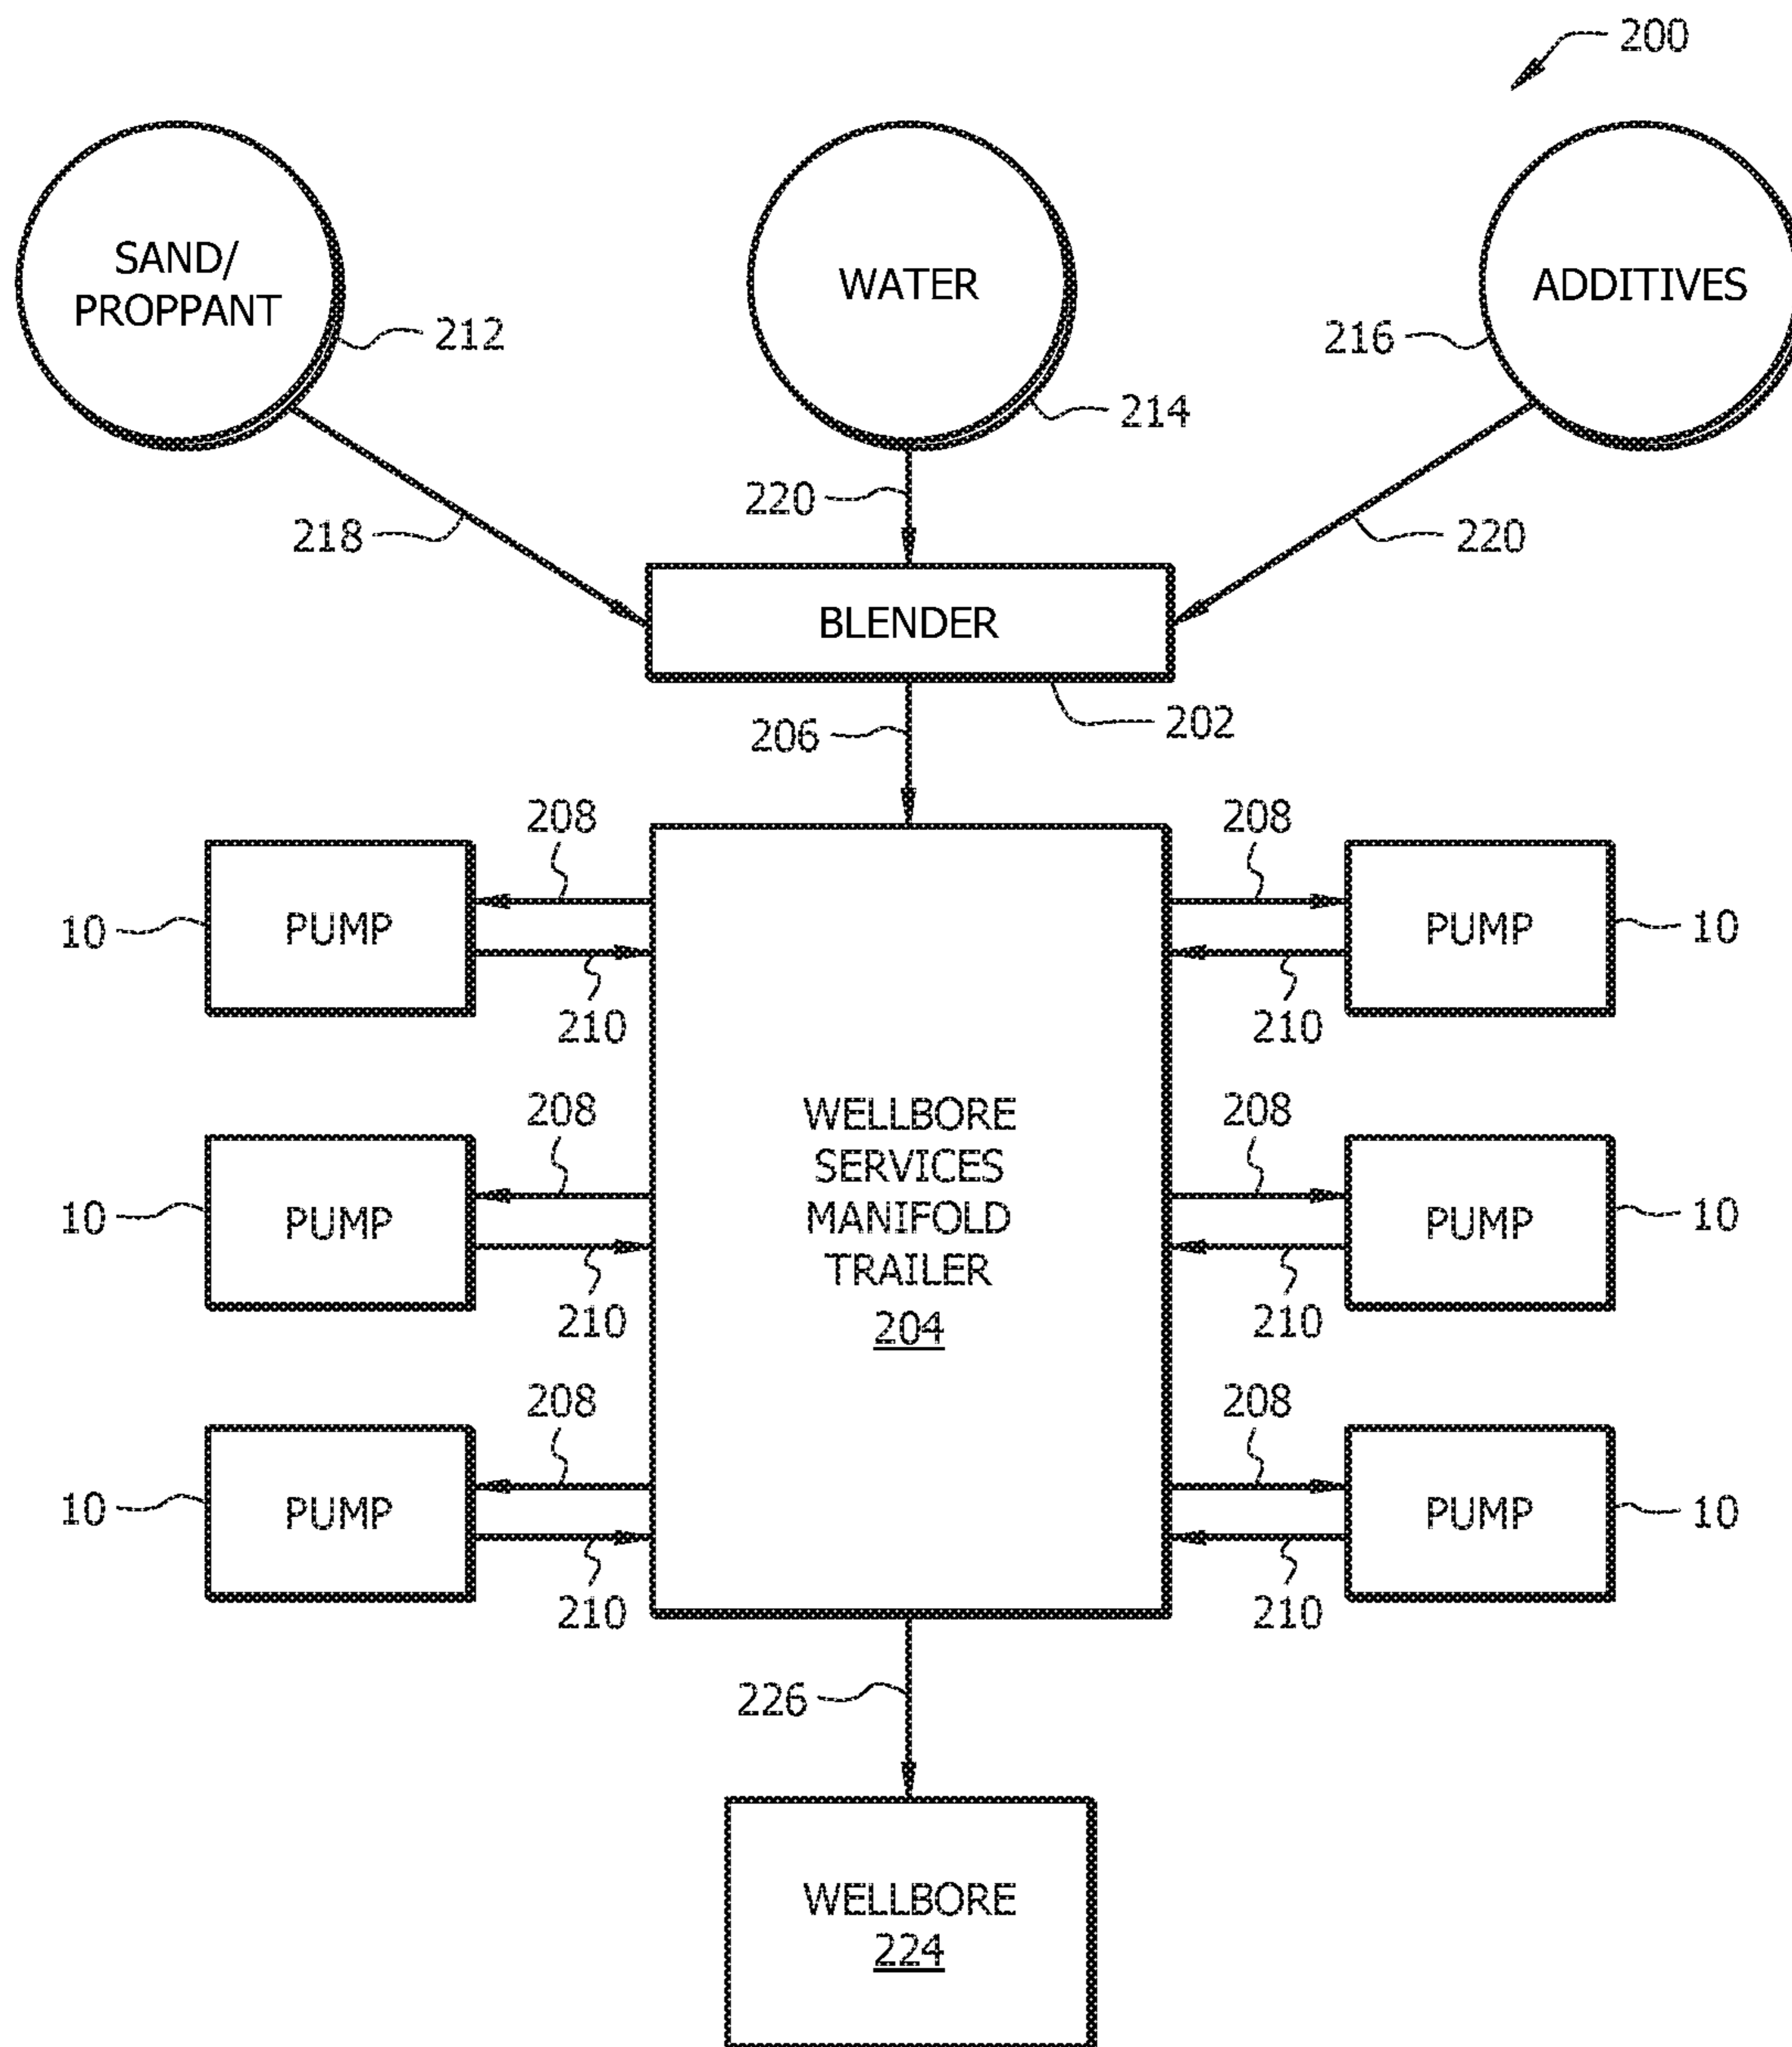 200
SAND/
PROPPANT
212
WATER
214
ADDITIVES
216
218
220
220
BLENDER
202
206
208
208
10
PUMP
PUMP
10
210
210
208
208
10
PUMP
PUMP
10
210
210
208
208
10
PUMP
PUMP
10
210
210
WELLBORE
SERVICES
MANIFOLD
TRAILER
204
226
WELLBORE
224